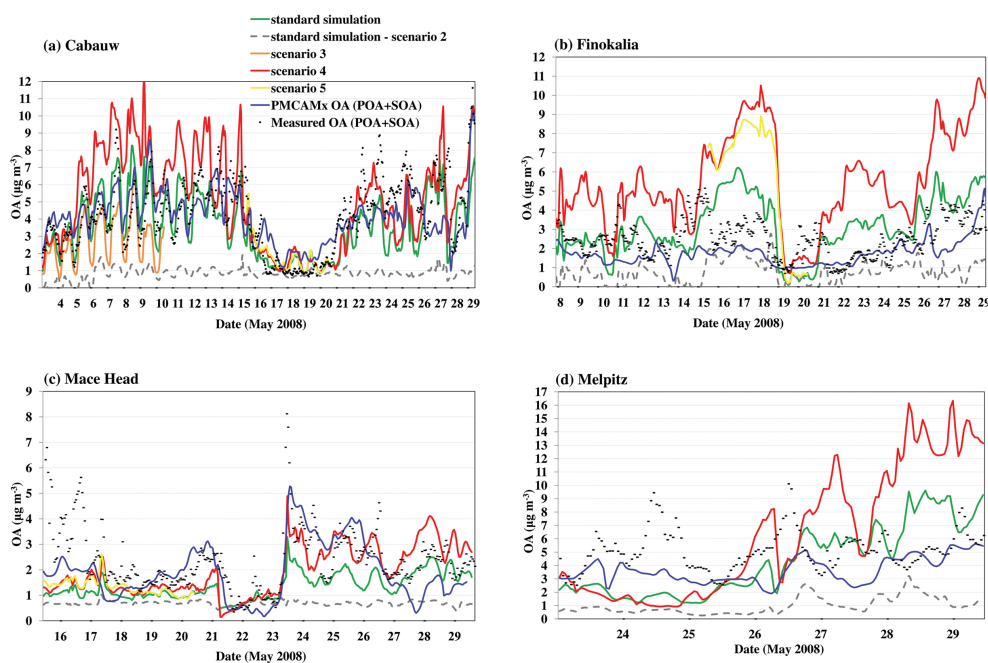 standard simulation
standard simulation - scenario 2
scenario 3
scenario 4
scenario 5
PMCAMx OA (POA+SOA)
Measured OA (POA+SOA)
(a) Cabauw
12
11
10
9
8
7
6
5
4
3
2
1
0
OA (µg m⁻³)
4 5 6 7 8 9 10 11 12 13 14 15 16 17 18 19 20 21 22 23 24 25 26 27 28 29
Date (May 2008)
(b) Finokalia
12
11
10
9
8
7
6
5
4
3
2
1
0
OA (µg m⁻³)
8 9 10 11 12 13 14 15 16 17 18 19 20 21 22 23 24 25 26 27 28 29
Date (May 2008)
(c) Mace Head
9
8
7
6
5
4
3
2
1
0
OA (µg m⁻³)
16 17 18 19 20 21 22 23 24 25 26 27 28 29
Date (May 2008)
(d) Melpitz
17
16
15
14
13
12
11
10
9
8
7
6
5
4
3
2
1
0
OA (µg m⁻³)
24 25 26 27 28 29
Date (May 2008)